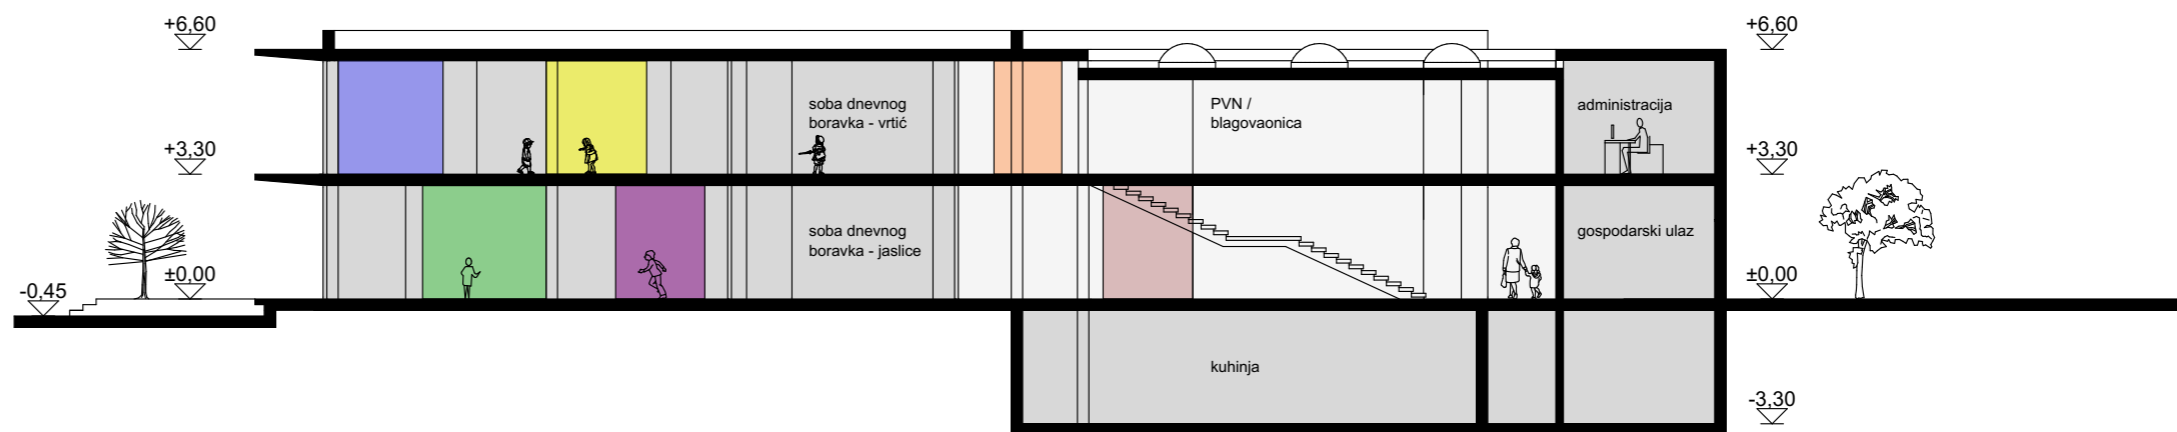 +6,60
+6,60
soba dnevnog
boravka - vrtić
PVN /
blagovaonica
administracija
+3,30
+3,30
soba dnevnog
boravka - jaslice
gospodarski ulaz
±0,00
±0,00
-0,45
kuhinja
-3,30